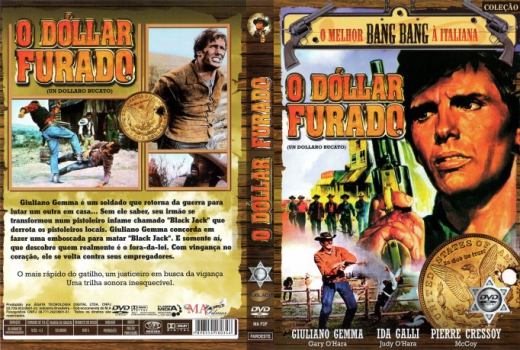 O DÓLLAR
FURADO
(UN DOLLARO BUCATO)
Giuliano Gemma é um soldado que retorna da guerra para
lutar um outra em casa... Sem ele saber, seu irmão se
transformou num pistoleiro infame chamado "Black Jack" que
derrota os pistoleiros locais. Giuliano Gemma concorda em
fazer uma emboscada para matar "Black Jack". E somente aí,
que descobre quem realmente é o fora-da-lei. Com vingança no
coração, ele se volta contra seus empregadores.
O mais rápido do gatilho, um justiceiro em busca da vigança
Uma trilha sonora inesquecível.
DVD
O DÓLLAR FURADO
DVD
FAROESTE
COLEÇÃO
O MELHOR BANG BANG À ITALIANA
O DÓLLAR
FURADO
(UN DOLLARO BUCATO)
DVD
GIULIANO GEMMA
Gary O'Hara
IDA GALLI
Judy O'Hara
PIERRE CRESSOY
McCoy